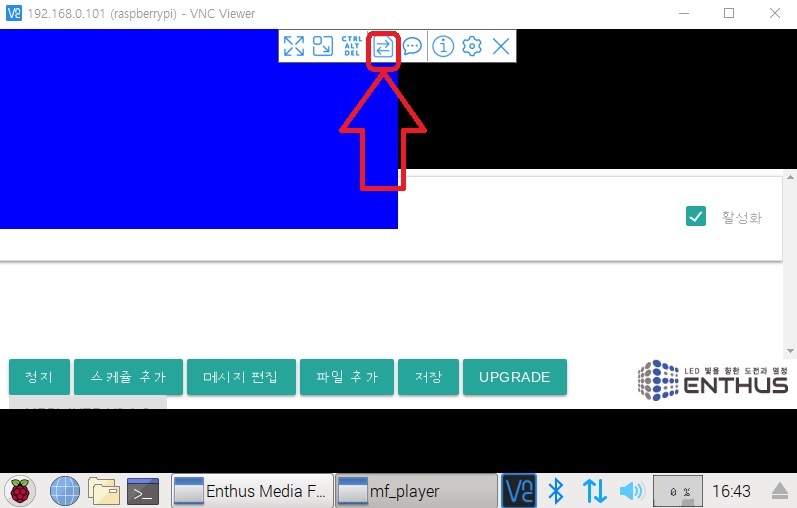 192.168.0.101 (raspberrypi) - VNC Viewer
CTRL
ALT
DEL
활성화
정지 스케쥴 추가 메시지 편집 파일 추가 저장 UPGRADE
LED 빛을 향한 도전과 열정
ENTHUS
Enthus Media F... mf_player 0 % 16:43